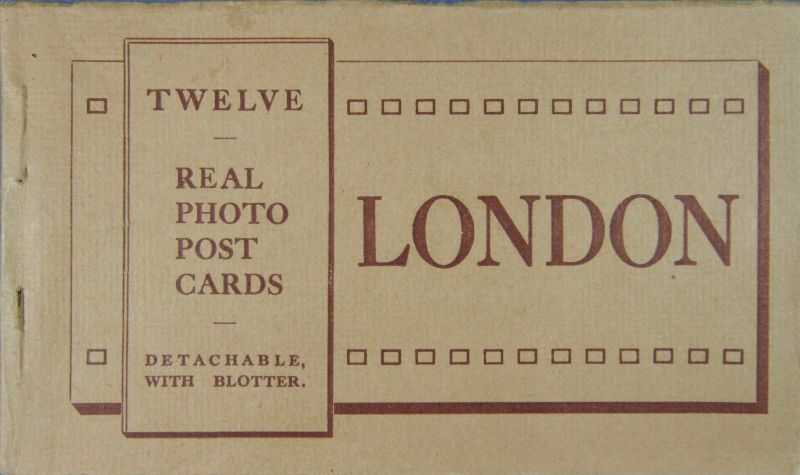 TWELVE
REAL
PHOTO
POST
CARDS
DETACHABLE,
WITH BLOTTER.
LONDON